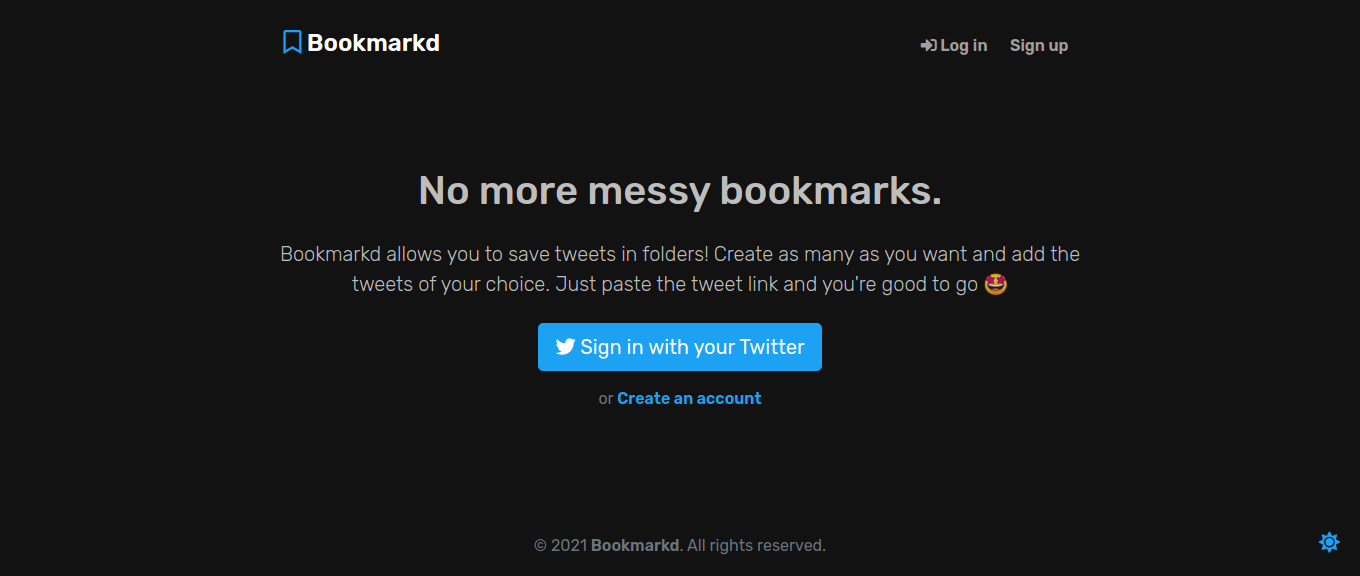 Bookmarkd
Log in
Sign up
No more messy bookmarks.
Bookmarkd allows you to save tweets in folders! Create as many as you want and add the
tweets of your choice. Just paste the tweet link and you're good to go 🤩
Sign in with your Twitter
or Create an account
© 2021 Bookmarkd. All rights reserved.